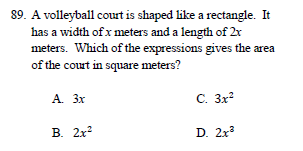 89. A volleyball court is shaped like a rectangle. It
has a width of x meters and a length of 2x
meters. Which of the expressions gives the area
of the court in square meters?
A. 3x
C. 3x²
B. 2x²
D. 2x³